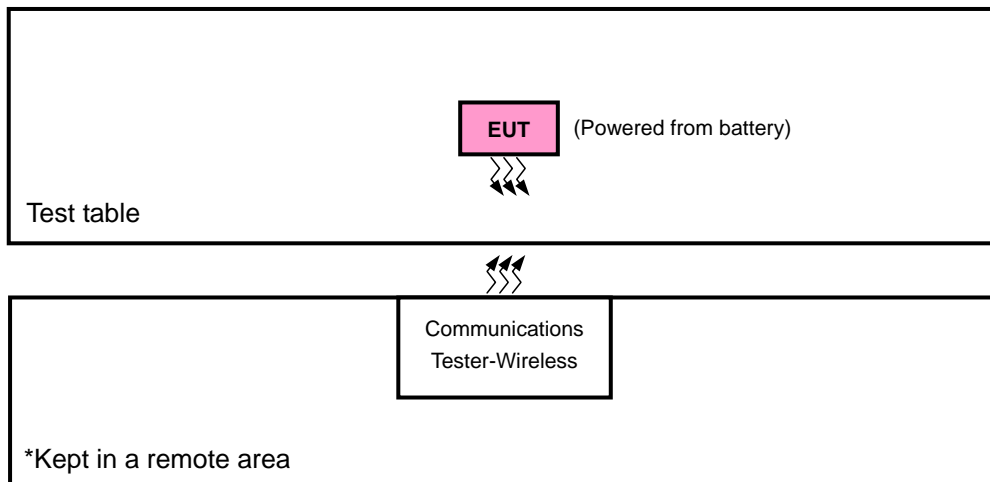 EUT
(Powered from battery)
Test table
Communications
Tester-Wireless
*Kept in a remote area